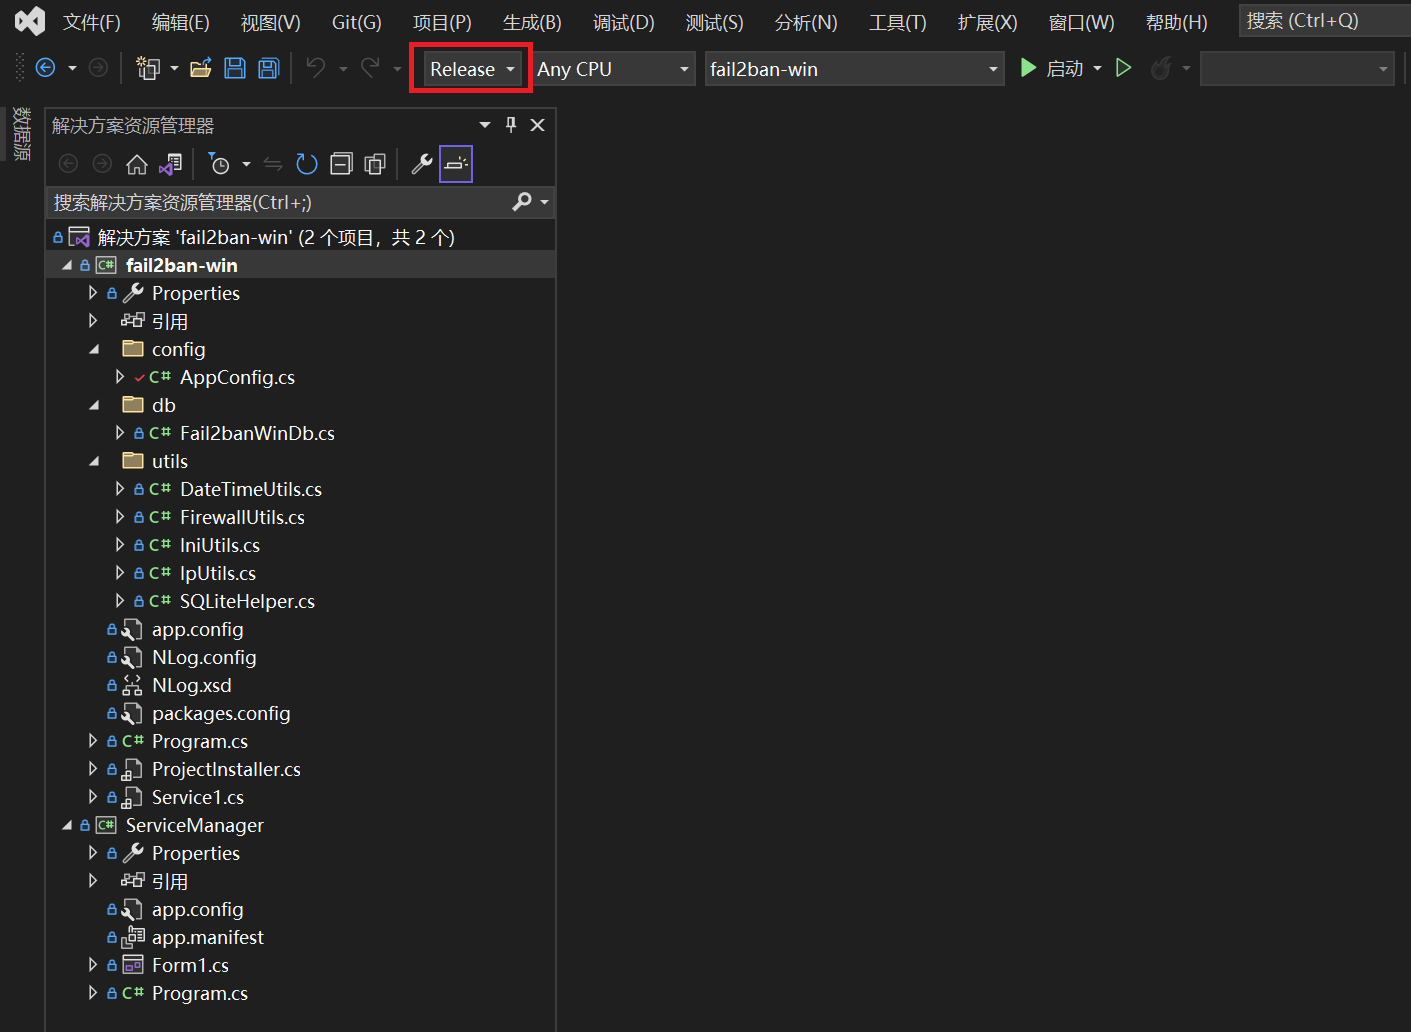 文件(F) 编辑(E) 视图(V) Git(G) 项目(P) 生成(B) 调试(D) 测试(S) 分析(N) 工具(T) 扩展(X) 窗口(W) 帮助(H) 搜索 (Ctrl+Q)
Release Any CPU fail2ban-win 启动
数据源
解决方案资源管理器
搜索解决方案资源管理器(Ctrl+;)
解决方案 'fail2ban-win' (2 个项目，共 2 个)
C# fail2ban-win
Properties
引用
config
C# AppConfig.cs
db
C# Fail2banWinDb.cs
utils
C# DateTimeUtils.cs
C# FirewallUtils.cs
C# IniUtils.cs
C# IpUtils.cs
C# SQLiteHelper.cs
app.config
NLog.config
NLog.xsd
packages.config
C# Program.cs
ProjectInstaller.cs
Service1.cs
C# ServiceManager
Properties
引用
app.config
app.manifest
Form1.cs
C# Program.cs